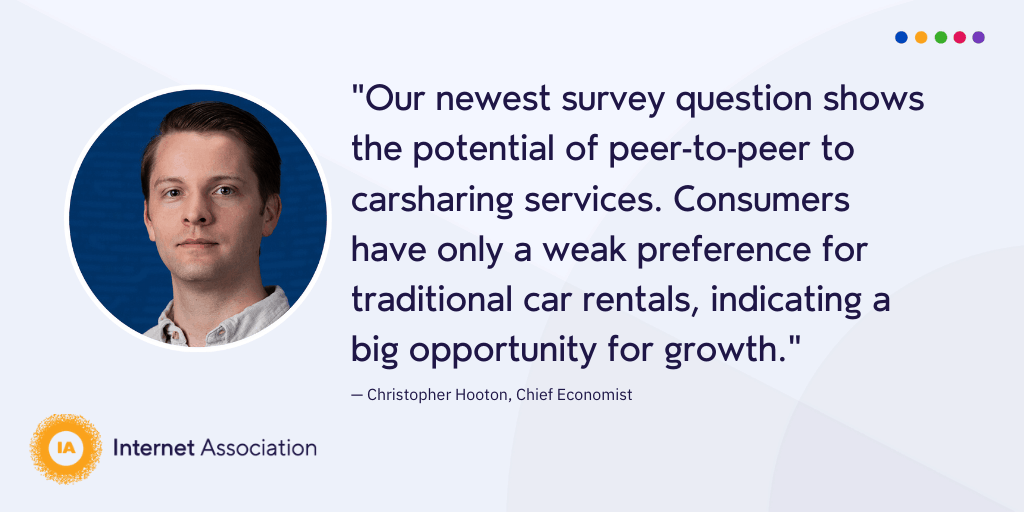 "Our newest survey question shows
the potential of peer-to-peer to
carsharing services. Consumers
have only a weak preference for
traditional car rentals, indicating a
big opportunity for growth."
— Christopher Hooton, Chief Economist
IA Internet Association